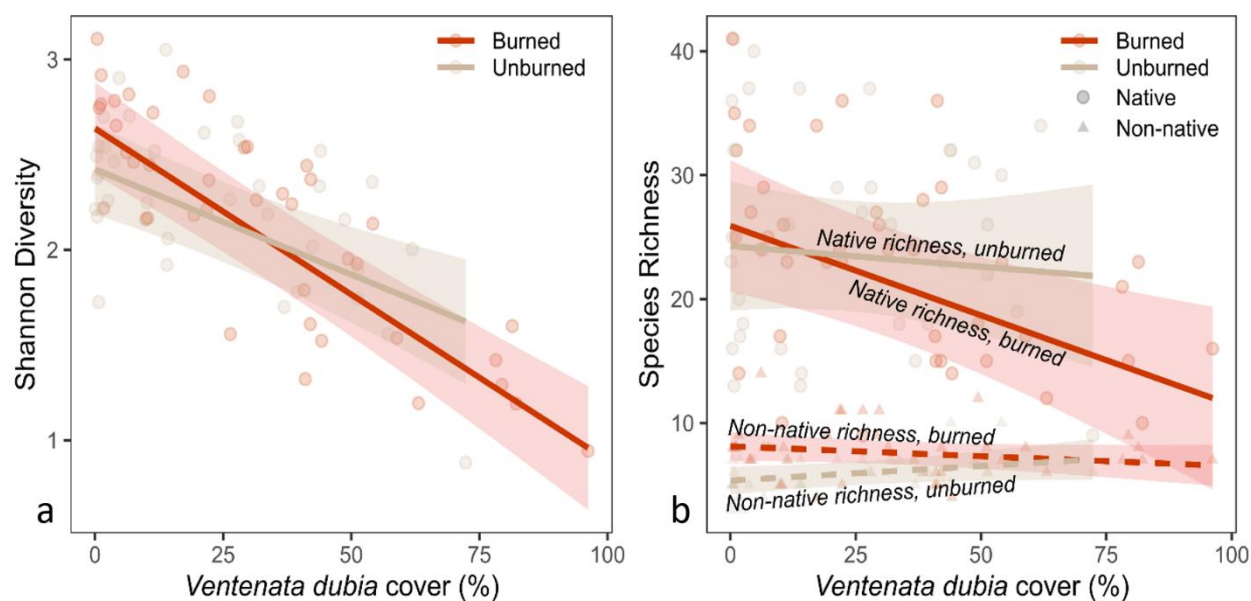 3
2
1
Shannon Diversity
Burned
Unburned
a
0
25
50
75
100
Ventenata dubia cover (%)
40
30
20
10
Species Richness
Burned
Unburned
Native
Non-native
Native richness, unburned
Native richness, burned
Non-native richness, burned
Non-native richness, unburned
b
0
25
50
75
100
Ventenata dubia cover (%)